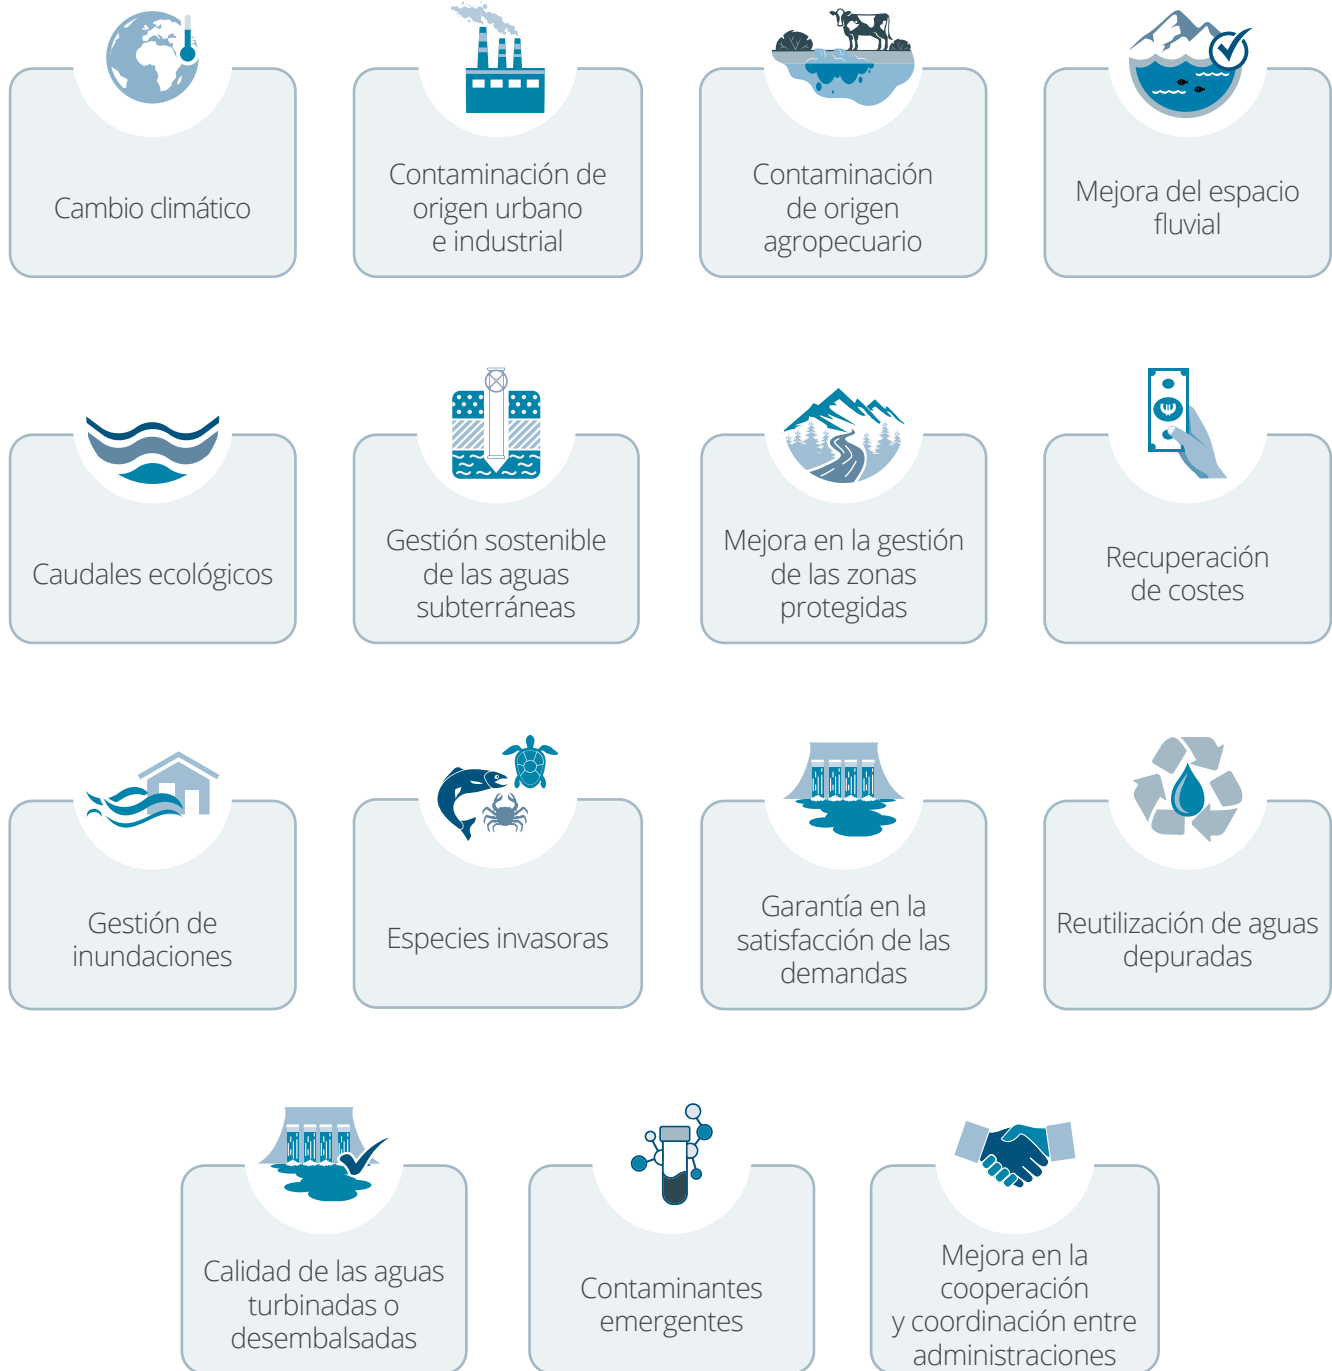 Cambio climático
Contaminación de
origen urbano
e industrial
Contaminación
de origen
agropecuario
Mejora del espacio
fluvial
Caudales ecológicos
Gestión sostenible
de las aguas
subterráneas
Mejora en la gestión
de las zonas
protegidas
Recuperación
de costes
Gestión de
inundaciones
Especies invasoras
Garantía en la
satisfacción de las
demandas
Reutilización de aguas
depuradas
Calidad de las aguas
turbinadas o
desembalsadas
Contaminantes
emergentes
Mejora en la
cooperación
y coordinación entre
administraciones